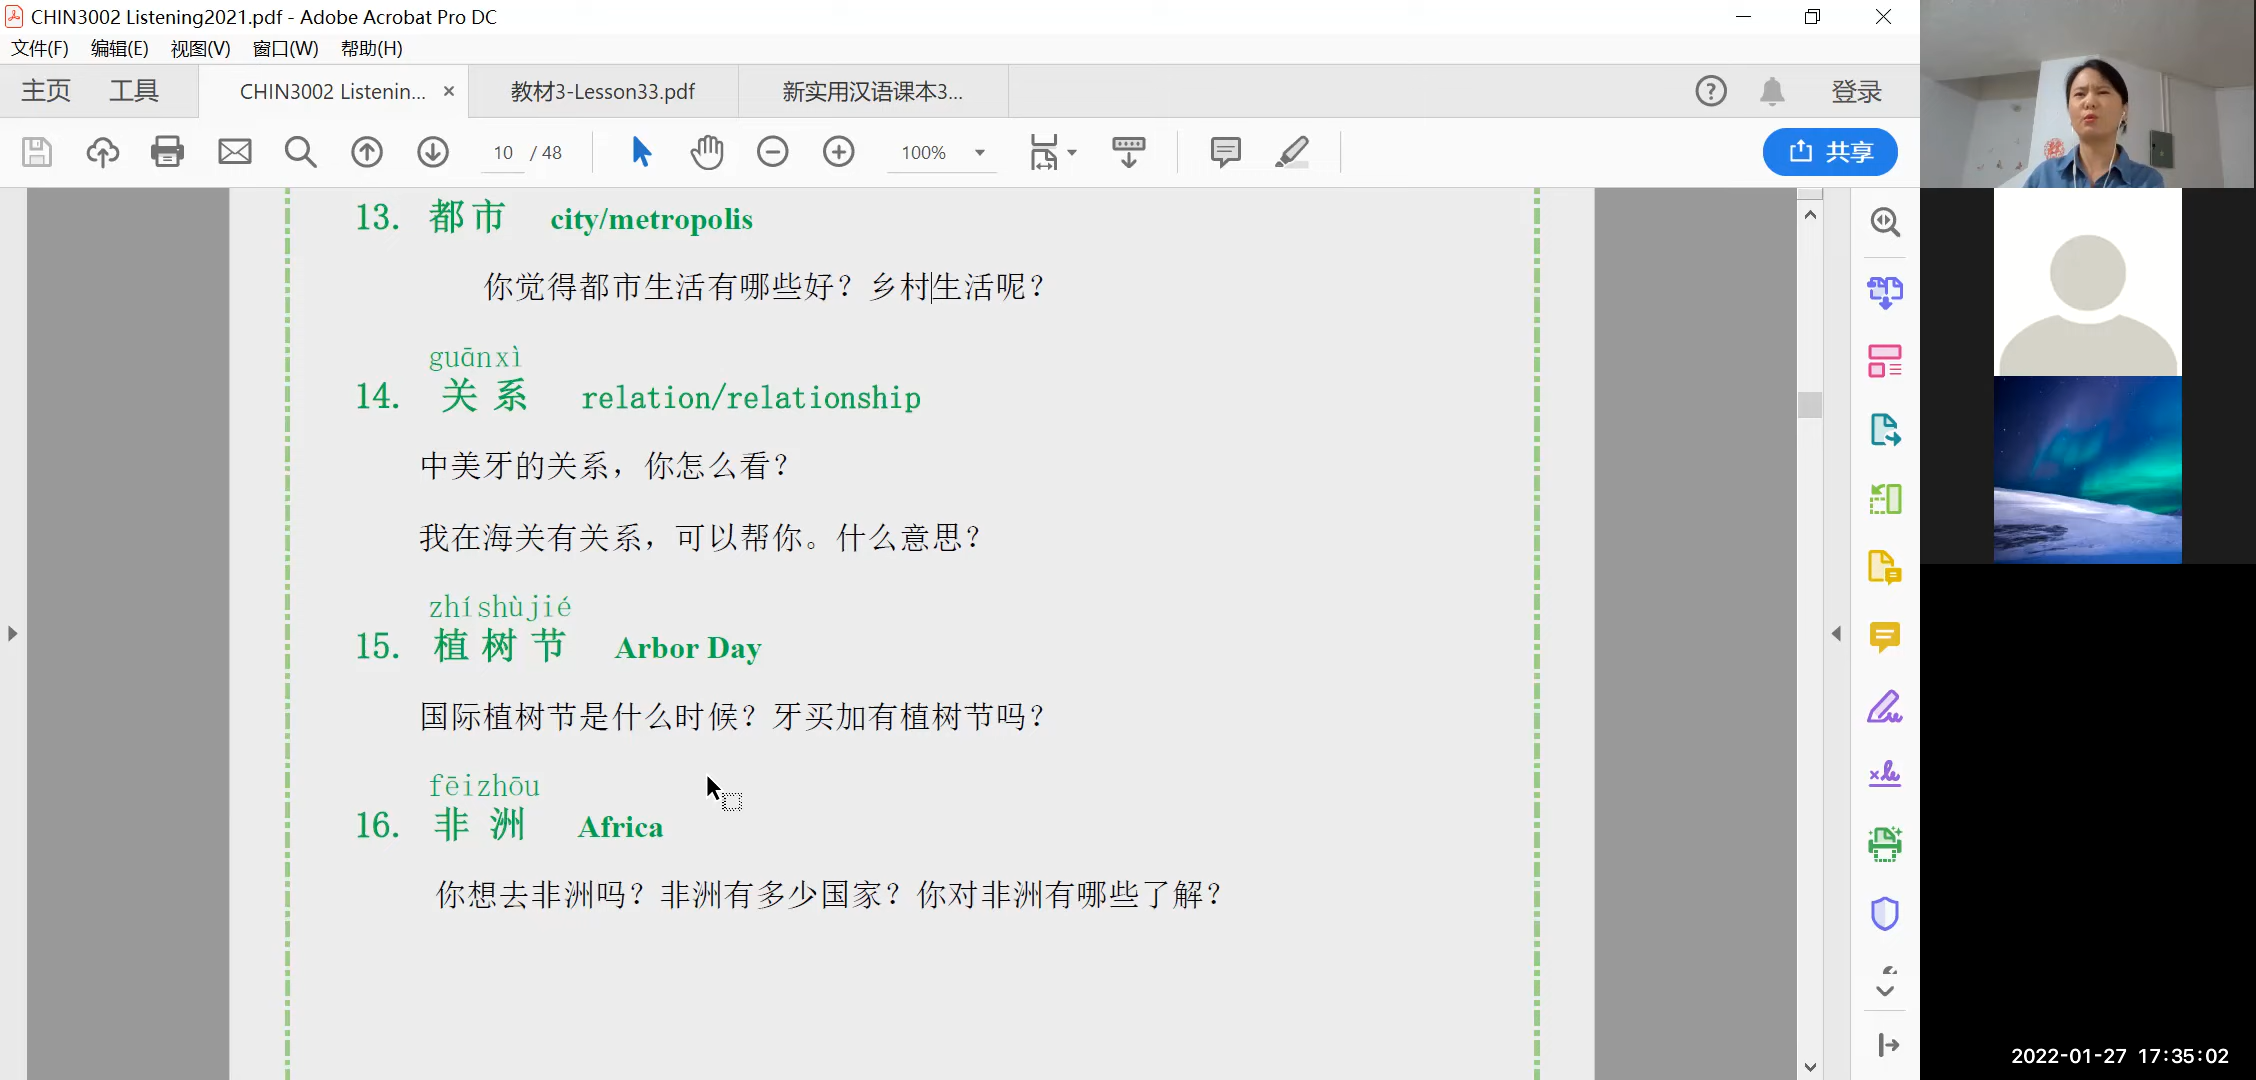 CHIN3002 Listening2021.pdf - Adobe Acrobat Pro DC
文件(F) 编辑(E) 视图(V) 窗口(W) 帮助(H)
主页 工具 CHIN3002 Listenin... × 教材3-Lesson33.pdf 新实用汉语课本3... 登录
10 / 48 100% 共享
13. 都市 city/metropolis
你觉得都市生活有哪些好？乡村生活呢？
guānxì
14. 关系 relation/relationship
中美牙的关系，你怎么看？
我在海关有关系，可以帮你。什么意思？
zhíshùjié
15. 植树节 Arbor Day
国际植树节是什么时候？牙买加有植树节吗？
fēizhōu
16. 非洲 Africa
你想去非洲吗？非洲有多少国家？你对非洲有哪些了解？
2022-01-27 17:35:02